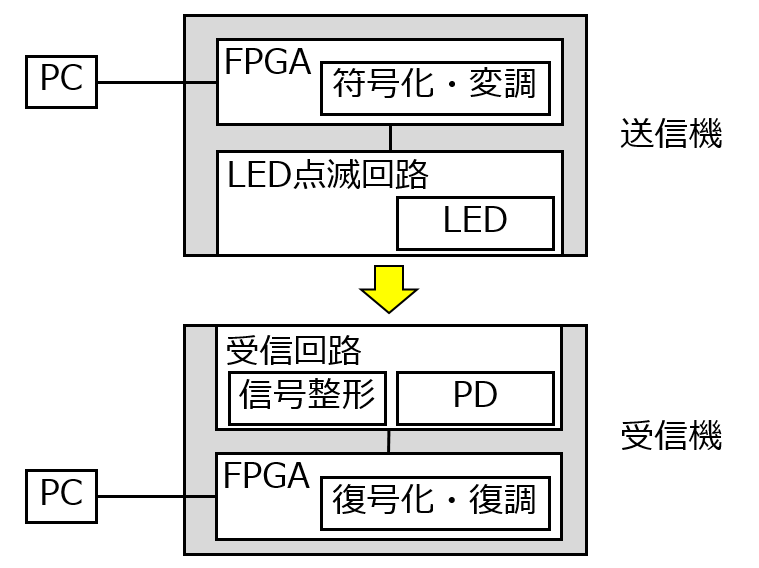 PC
FPGA
符号化・変調
送信機
LED点滅回路
LED
受信回路
信号整形
PD
受信機
PC
FPGA
復号化・復調